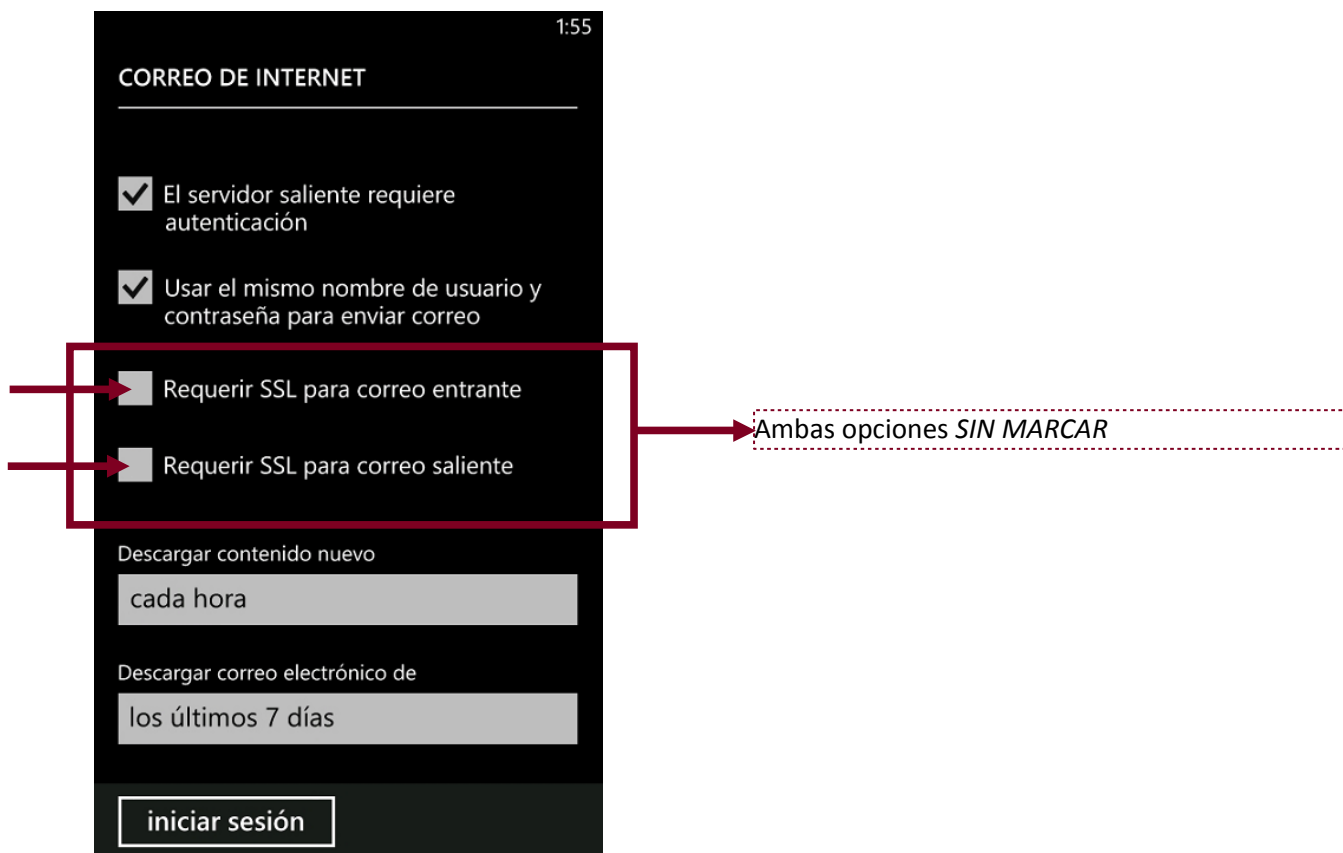 1:55
CORREO DE INTERNET
El servidor saliente requiere
autenticación
Usar el mismo nombre de usuario y
contraseña para enviar correo
Requerir SSL para correo entrante
Ambas opciones SIN MARCAR
Requerir SSL para correo saliente
Descargar contenido nuevo
cada hora
Descargar correo electrónico de
los últimos 7 días
iniciar sesión